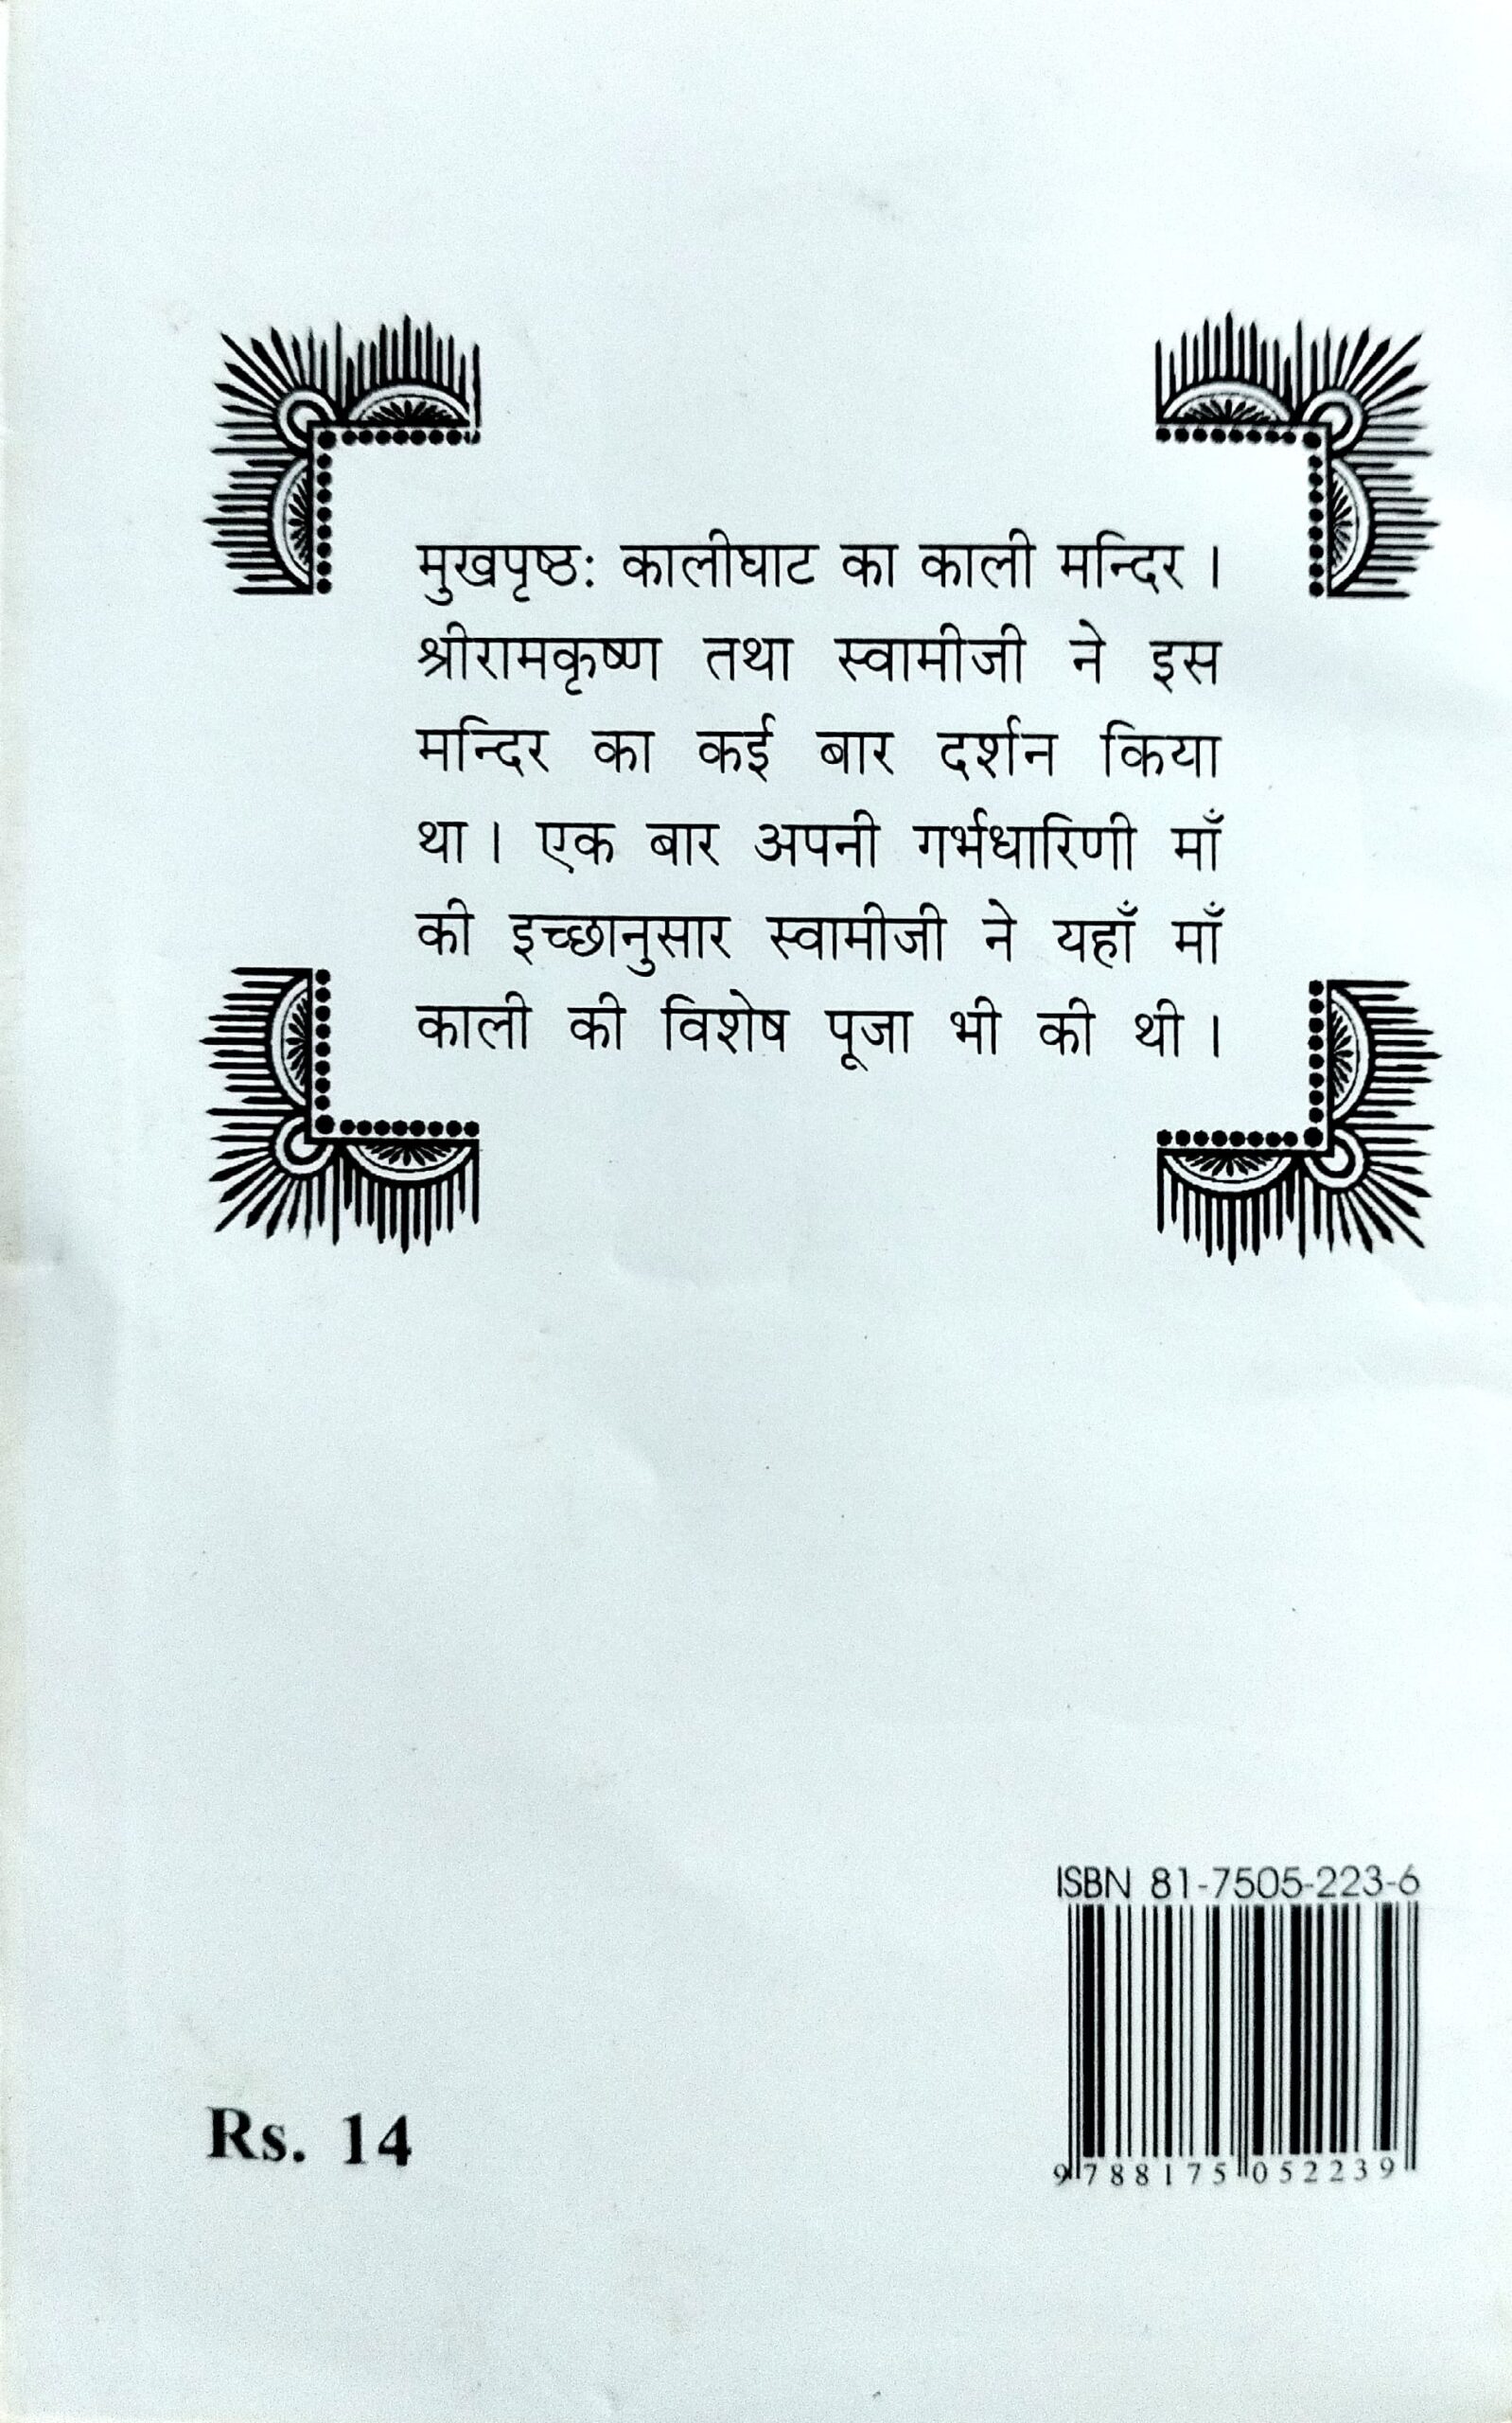 मुखपृष्ठ: कालीघाट का काली मन्दिर ।
श्रीरामकृष्ण तथा स्वामीजी ने इस
मन्दिर का कई बार दर्शन किया
था । एक बार अपनी गर्भधारिणी माँ
की इच्छानुसार स्वामीजी ने यहाँ माँ
काली की विशेष पूजा भी की थी ।
ISBN 81-7505-223-6
9788175052239
Rs. 14